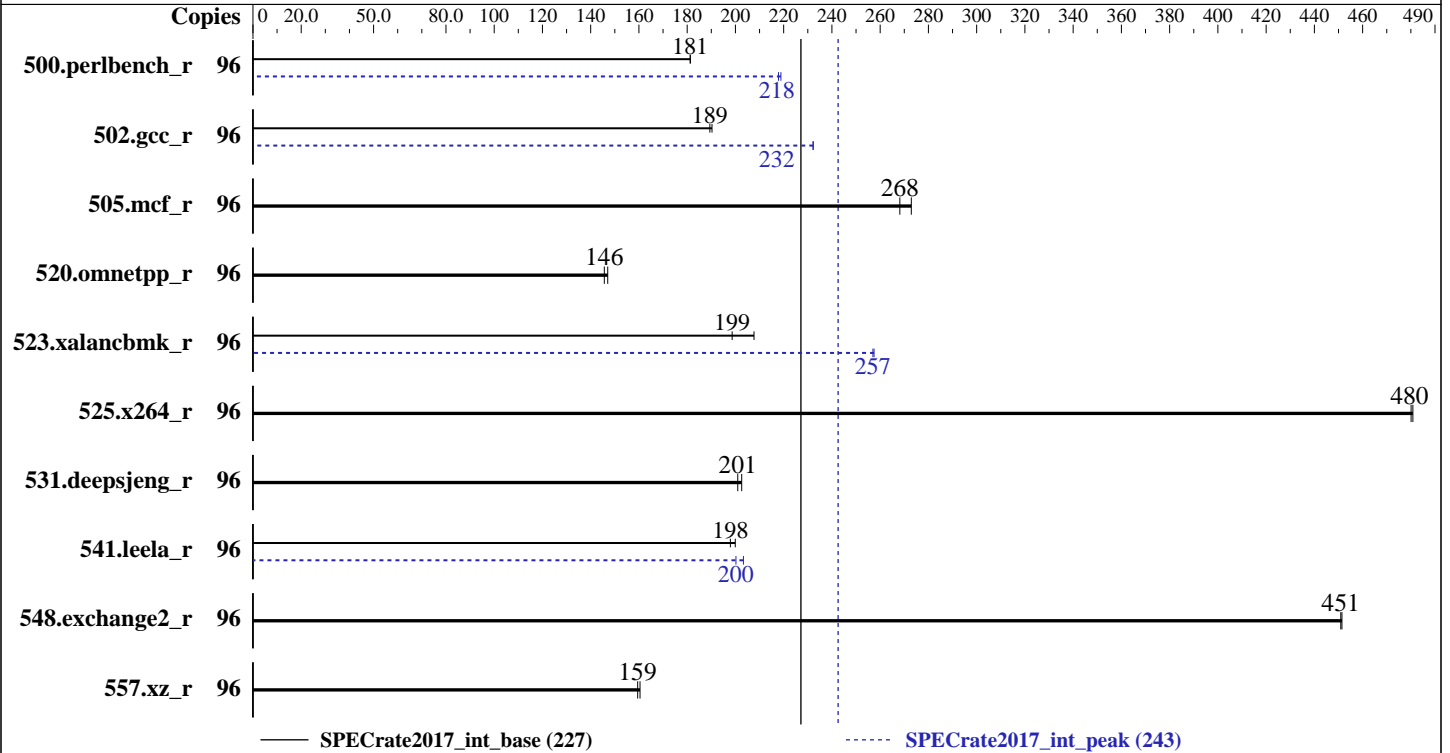 Copies 0 20.0 50.0 80.0 100 120 140 160 180 200 220 240 260 280 300 320 340 360 380 400 420 440 460 490
181
500.perlbench_r 96
218
189
502.gcc_r 96
232
268
505.mcf_r 96
146
520.omnetpp_r 96
199
523.xalancbmk_r 96
257
480
525.x264_r 96
201
531.deepsjeng_r 96
198
541.leela_r 96
200
451
548.exchange2_r 96
159
557.xz_r 96
SPECrate2017_int_base (227) SPECrate2017_int_peak (243)